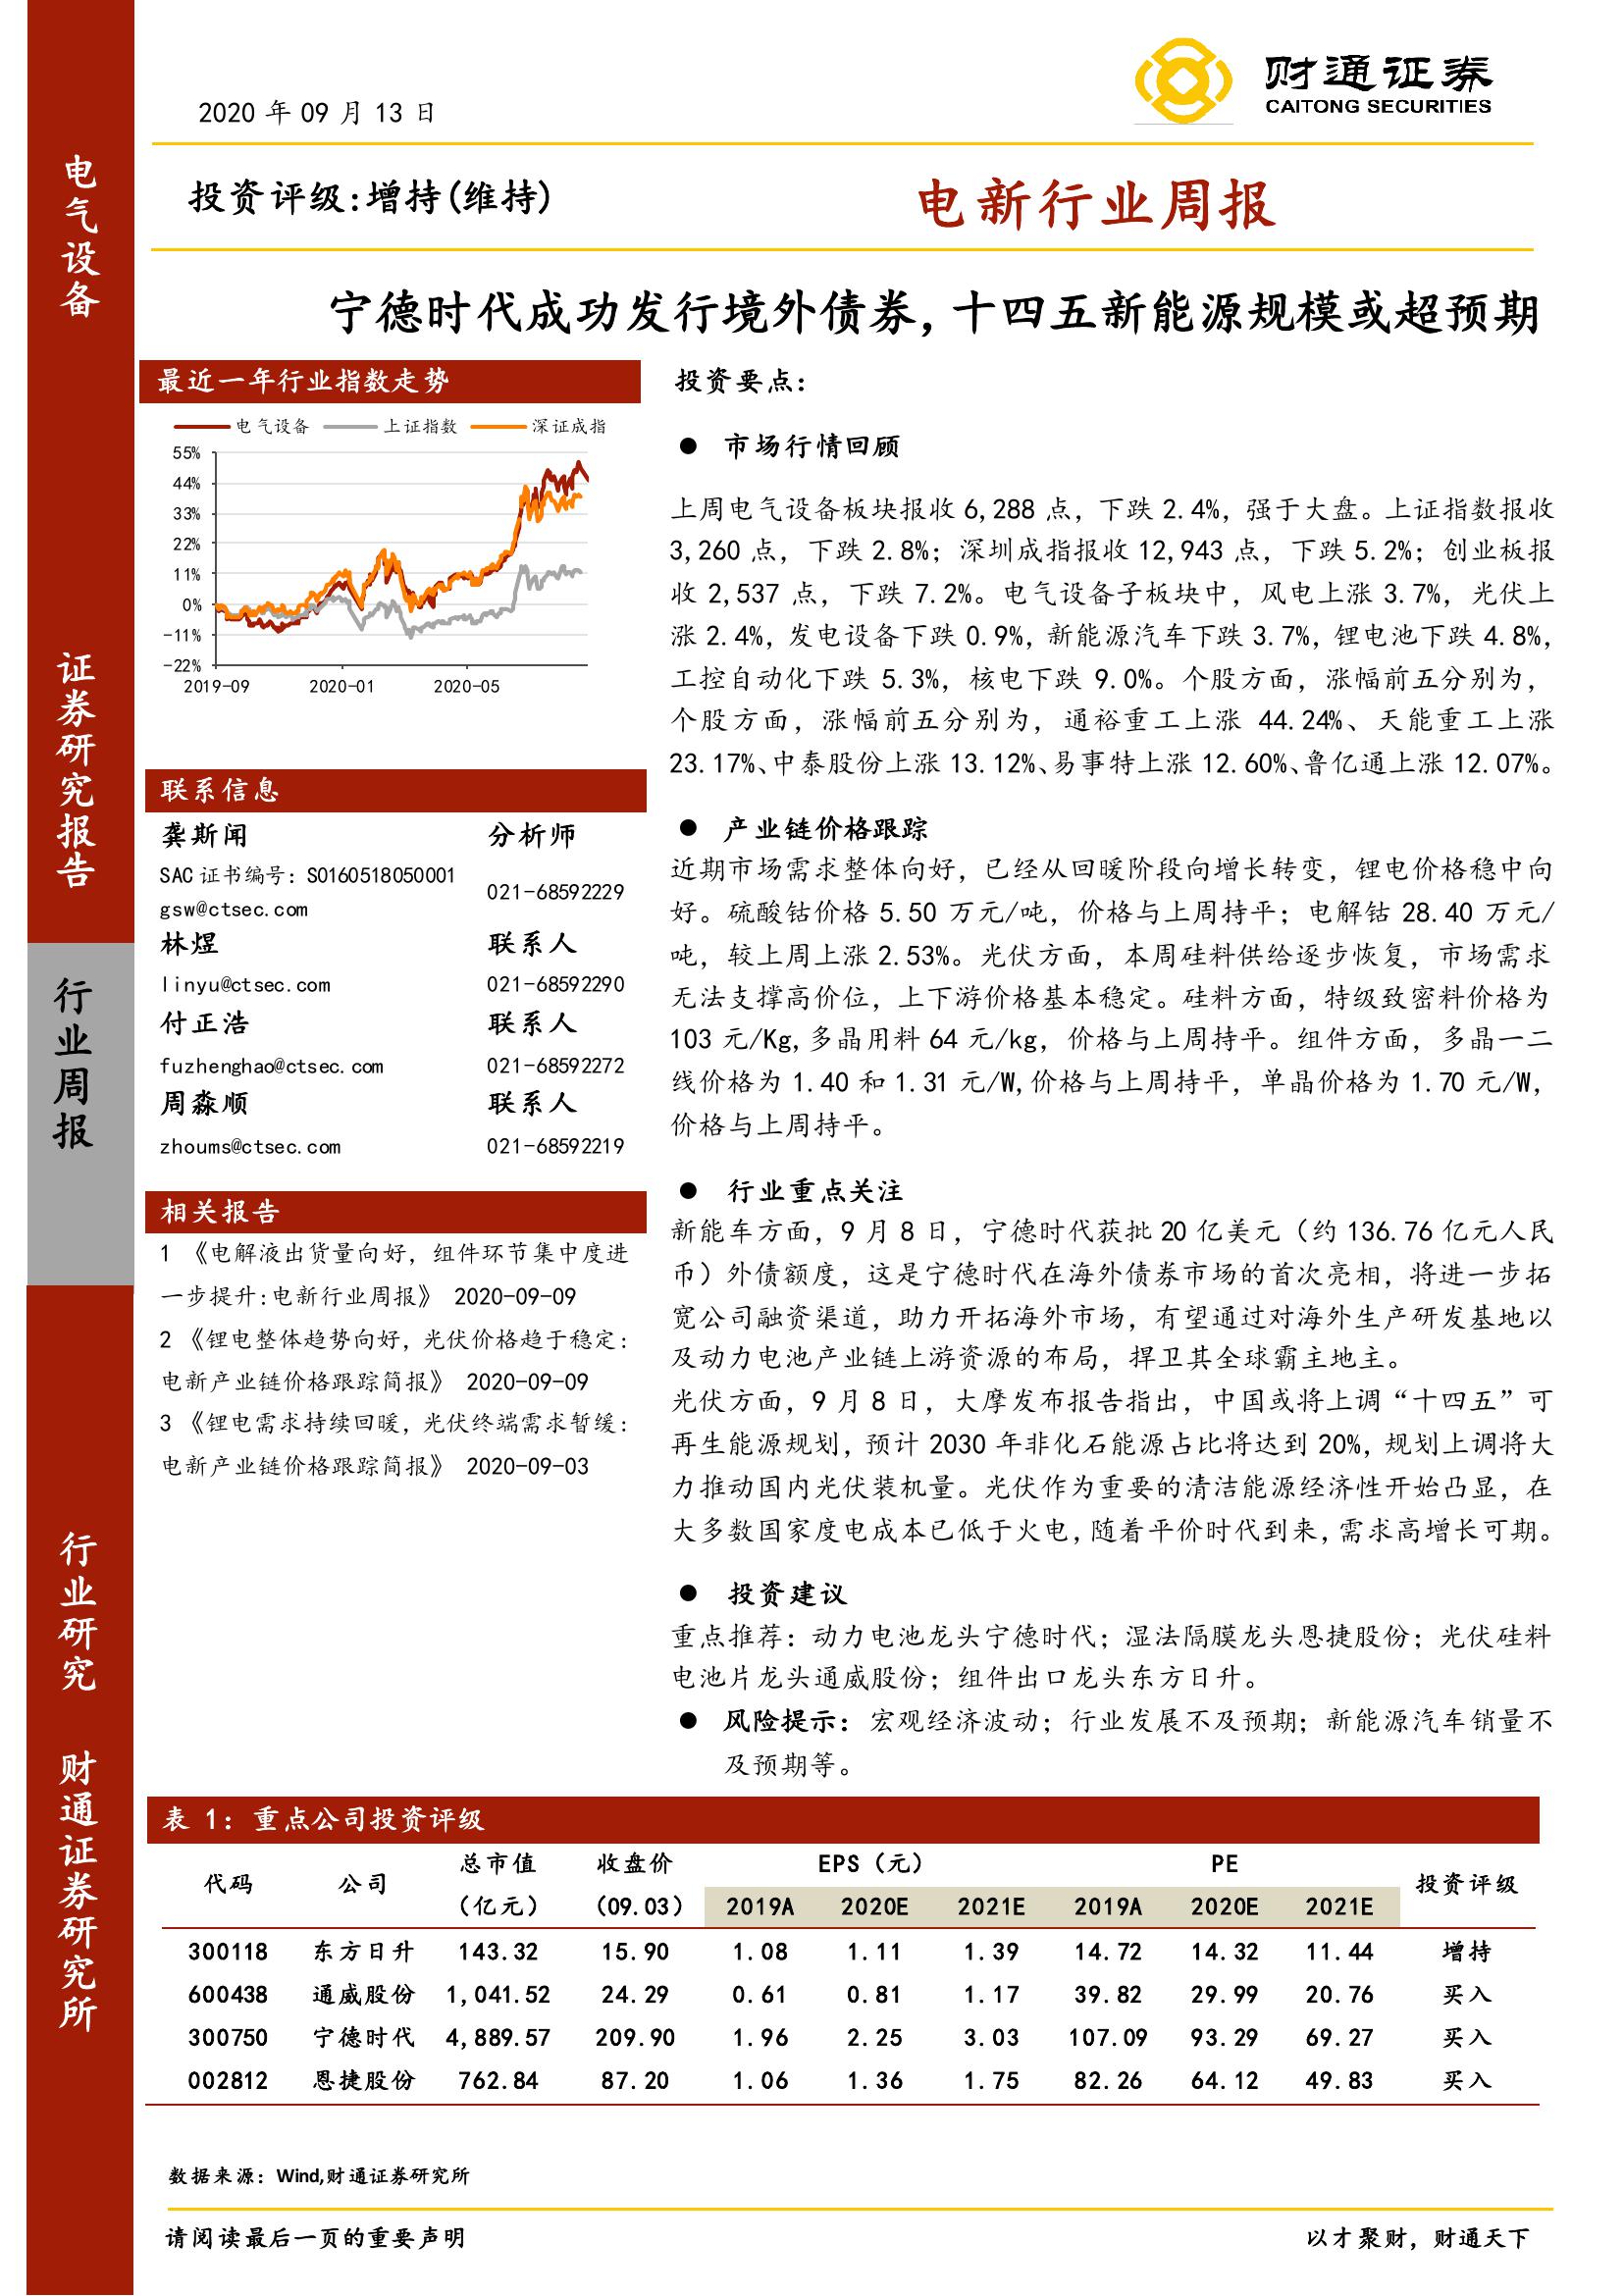 财通证券
CAITONG SECURITIES
2020 年 09 月 13 日
投资评级:增持(维持)
电新行业周报
宁德时代成功发行境外债券,十四五新能源规模或超预期
电气设备
证券研究报告
行业周报
行业研究
财通证券研究所
最近一年行业指数走势
电气设备 上证指数 深证成指
55%
44%
33%
22%
11%
0%
-11%
-22%
2019-09 2020-01 2020-05
联系信息
龚斯闻 分析师
SAC 证书编号：S0160518050001
021-68592229
gsw@ctsec.com
林煜 联系人
linyu@ctsec.com 021-68592290
付正浩 联系人
fuzhenghao@ctsec.com 021-68592272
周淼顺 联系人
zhoums@ctsec.com 021-68592219
相关报告
1 《电解液出货量向好，组件环节集中度进
一步提升:电新行业周报》 2020-09-09
2 《锂电整体趋势向好，光伏价格趋于稳定：
电新产业链价格跟踪简报》 2020-09-09
3 《锂电需求持续回暖，光伏终端需求暂缓：
电新产业链价格跟踪简报》 2020-09-03
投资要点：
● 市场行情回顾
上周电气设备板块报收 6,288 点，下跌 2.4%，强于大盘。上证指数报收
3,260 点，下跌 2.8%；深圳成指报收 12,943 点，下跌 5.2%；创业板报
收 2,537 点，下跌 7.2%。电气设备子板块中，风电上涨 3.7%，光伏上
涨 2.4%，发电设备下跌 0.9%，新能源汽车下跌 3.7%，锂电池下跌 4.8%，
工控自动化下跌 5.3%，核电下跌 9.0%。个股方面，涨幅前五分别为，
个股方面，涨幅前五分别为，通裕重工上涨 44.24%、天能重工上涨
23.17%、中泰股份上涨 13.12%、易事特上涨 12.60%、鲁亿通上涨 12.07%。
● 产业链价格跟踪
近期市场需求整体向好，已经从回暖阶段向增长转变，锂电价格稳中向
好。硫酸钴价格 5.50 万元/吨，价格与上周持平；电解钴 28.40 万元/
吨，较上周上涨 2.53%。光伏方面，本周硅料供给逐步恢复，市场需求
无法支撑高价位，上下游价格基本稳定。硅料方面，特级致密料价格为
103 元/Kg,多晶用料 64 元/kg，价格与上周持平。组件方面，多晶一二
线价格为 1.40 和 1.31 元/W,价格与上周持平，单晶价格为 1.70 元/W，
价格与上周持平。
● 行业重点关注
新能车方面，9 月 8 日，宁德时代获批 20 亿美元（约 136.76 亿元人民
币）外债额度，这是宁德时代在海外债券市场的首次亮相，将进一步拓
宽公司融资渠道，助力开拓海外市场，有望通过对海外生产研发基地以
及动力电池产业链上游资源的布局，捍卫其全球霸主地主。
光伏方面，9 月 8 日，大摩发布报告指出，中国或将上调“十四五”可
再生能源规划，预计 2030 年非化石能源占比将达到 20%，规划上调将大
力推动国内光伏装机量。光伏作为重要的清洁能源经济性开始凸显，在
大多数国家度电成本已低于火电,随着平价时代到来,需求高增长可期。
● 投资建议
重点推荐：动力电池龙头宁德时代；湿法隔膜龙头恩捷股份；光伏硅料
电池片龙头通威股份；组件出口龙头东方日升。
● 风险提示：宏观经济波动；行业发展不及预期；新能源汽车销量不
及预期等。
表 1：重点公司投资评级
代码 公司 总市值 收盘价 EPS（元） PE 投资评级
（亿元） （09.03） 2019A 2020E 2021E 2019A 2020E 2021E
300118 东方日升 143.32 15.90 1.08 1.11 1.39 14.72 14.32 11.44 增持
600438 通威股份 1,041.52 24.29 0.61 0.81 1.17 39.82 29.99 20.76 买入
300750 宁德时代 4,889.57 209.90 1.96 2.25 3.03 107.09 93.29 69.27 买入
002812 恩捷股份 762.84 87.20 1.06 1.36 1.75 82.26 64.12 49.83 买入
数据来源：Wind,财通证券研究所
请阅读最后一页的重要声明 以才聚财，财通天下